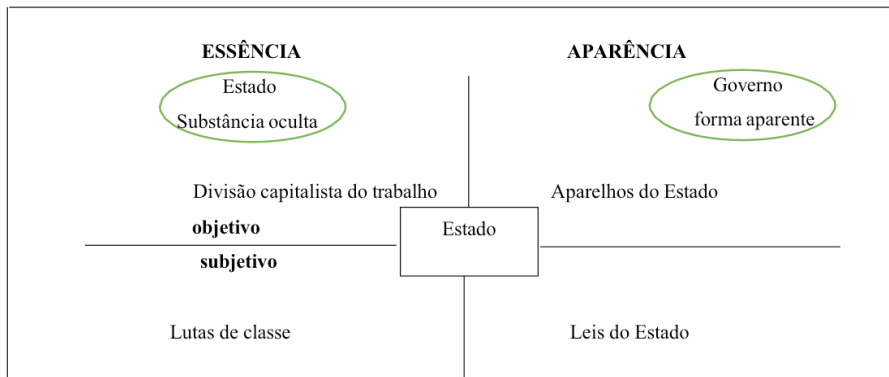 ESSÊNCIA
APARÊNCIA
Estado
Substância oculta
Governo
forma aparente
Divisão capitalista do trabalho
Aparelhos do Estado
objetivo
Estado
subjetivo
Lutas de classe
Leis do Estado